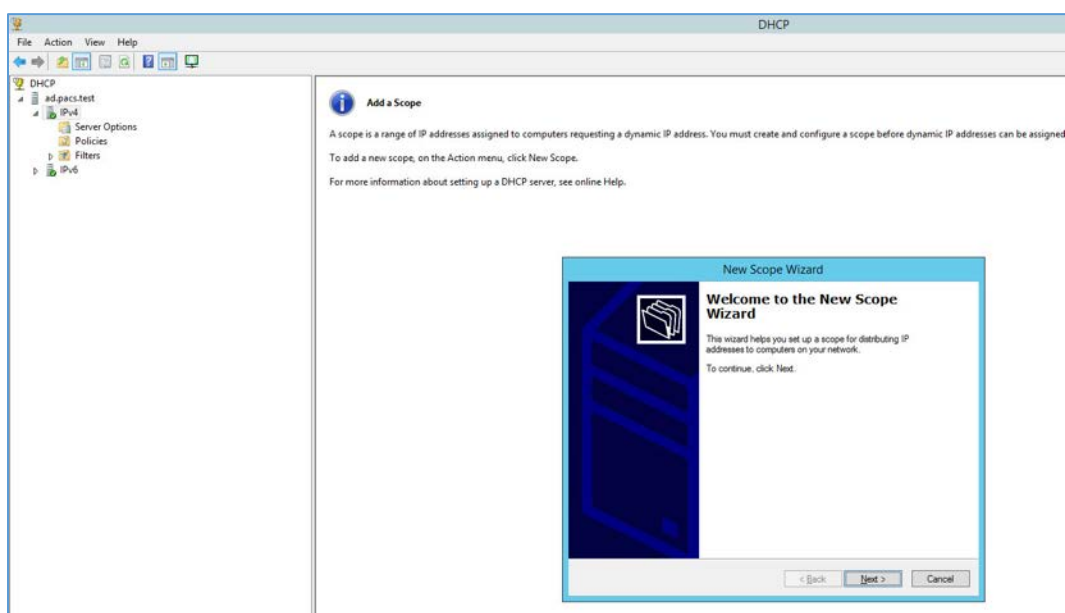 DHCP
File Action View Help
DHCP
ad.pacs.test
IPv4
Server Options
Policies
Filters
IPv6
Add a Scope
A scope is a range of IP addresses assigned to computers requesting a dynamic IP address. You must create and configure a scope before dynamic IP addresses can be assigned
To add a new scope, on the Action menu, click New Scope.
For more information about setting up a DHCP server, see online Help.
New Scope Wizard
Welcome to the New Scope
Wizard
This wizard helps you set up a scope for distributing IP
addresses to computers on your network.
To continue, click Next.
< Back Next > Cancel